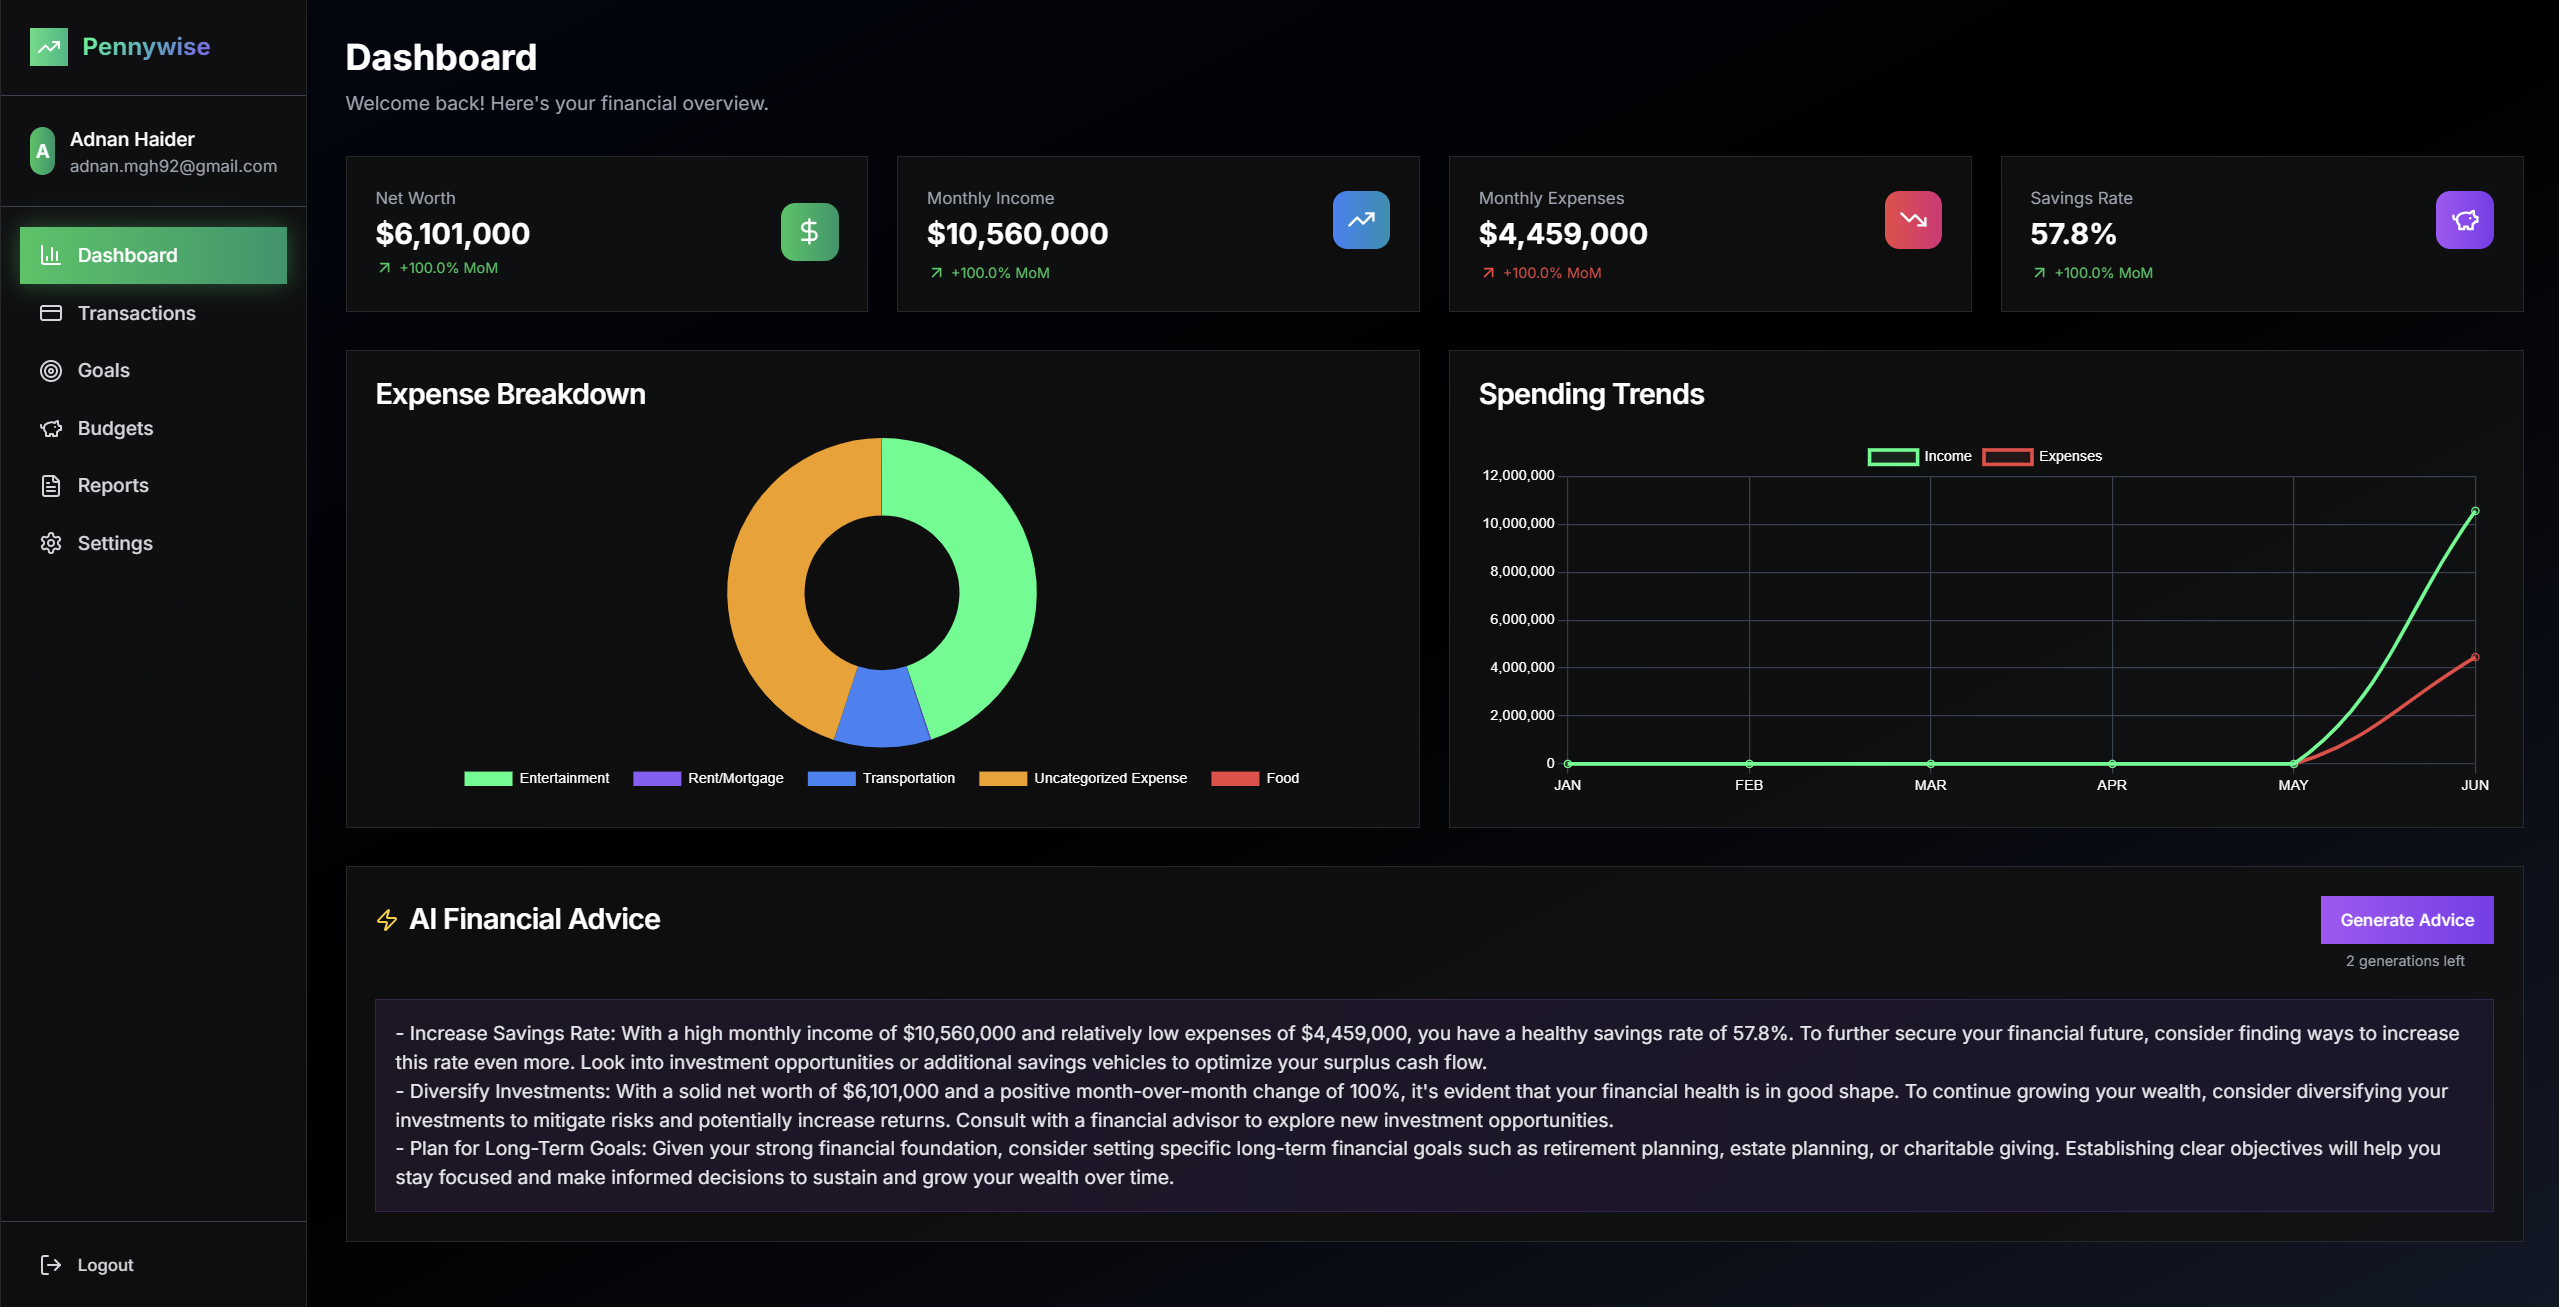 Pennywise
A
Adnan Haider
adnan.mgh92@gmail.com
Dashboard
Transactions
Goals
Budgets
Reports
Settings
Logout
Dashboard
Welcome back! Here's your financial overview.
Net Worth
$6,101,000
+100.0% MoM
Monthly Income
$10,560,000
+100.0% MoM
Monthly Expenses
$4,459,000
+100.0% MoM
Savings Rate
57.8%
+100.0% MoM
Expense Breakdown
Entertainment Rent/Mortgage Transportation Uncategorized Expense Food
Spending Trends
Income Expenses
12,000,000
10,000,000
8,000,000
6,000,000
4,000,000
2,000,000
0
JAN FEB MAR APR MAY JUN
AI Financial Advice
Generate Advice
2 generations left
- Increase Savings Rate: With a high monthly income of $10,560,000 and relatively low expenses of $4,459,000, you have a healthy savings rate of 57.8%. To further secure your financial future, consider finding ways to increase
this rate even more. Look into investment opportunities or additional savings vehicles to optimize your surplus cash flow.
- Diversify Investments: With a solid net worth of $6,101,000 and a positive month-over-month change of 100%, it's evident that your financial health is in good shape. To continue growing your wealth, consider diversifying your
investments to mitigate risks and potentially increase returns. Consult with a financial advisor to explore new investment opportunities.
- Plan for Long-Term Goals: Given your strong financial foundation, consider setting specific long-term financial goals such as retirement planning, estate planning, or charitable giving. Establishing clear objectives will help you
stay focused and make informed decisions to sustain and grow your wealth over time.